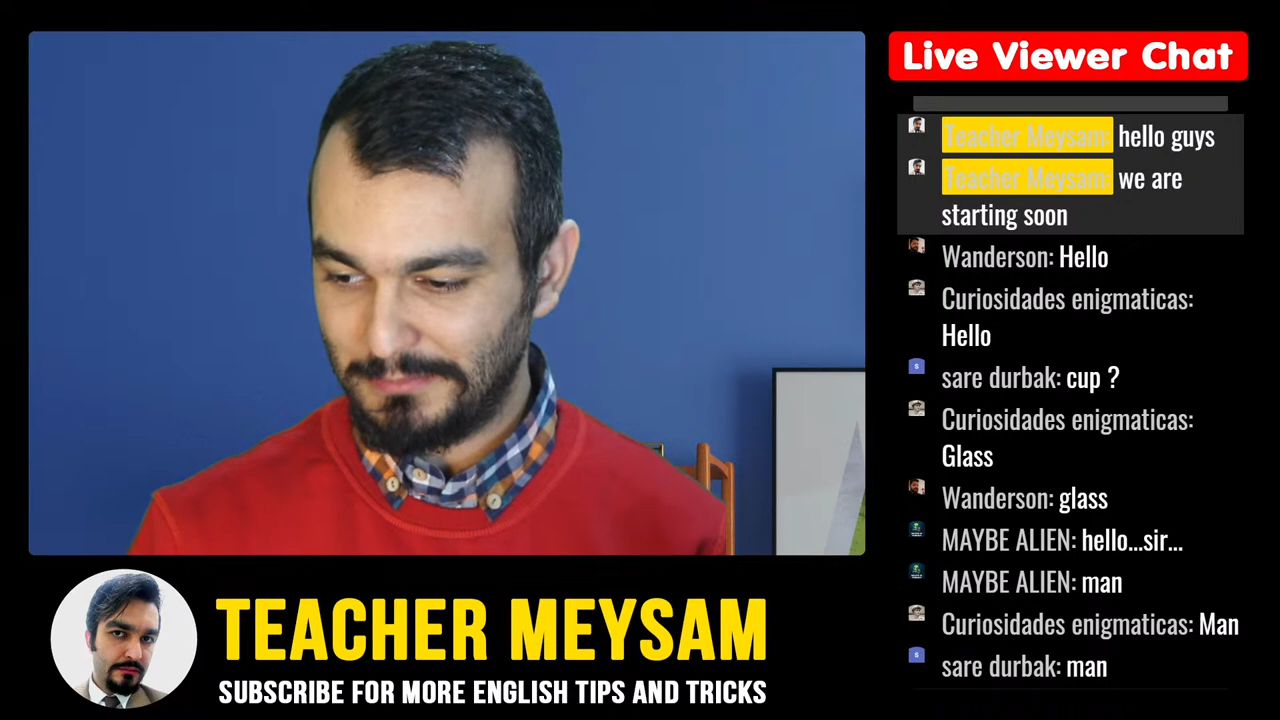 Live Viewer Chat
Teacher Meysam: hello guys
Teacher Meysam: we are
starting soon
Wanderson: Hello
Curiosidades enigmaticas:
Hello
sare durbak: cup ?
Curiosidades enigmaticas:
Glass
Wanderson: glass
MAYBE ALIEN: hello...sir...
MAYBE ALIEN: man
Curiosidades enigmaticas: Man
sare durbak: man
TEACHER MEYSAM
SUBSCRIBE FOR MORE ENGLISH TIPS AND TRICKS